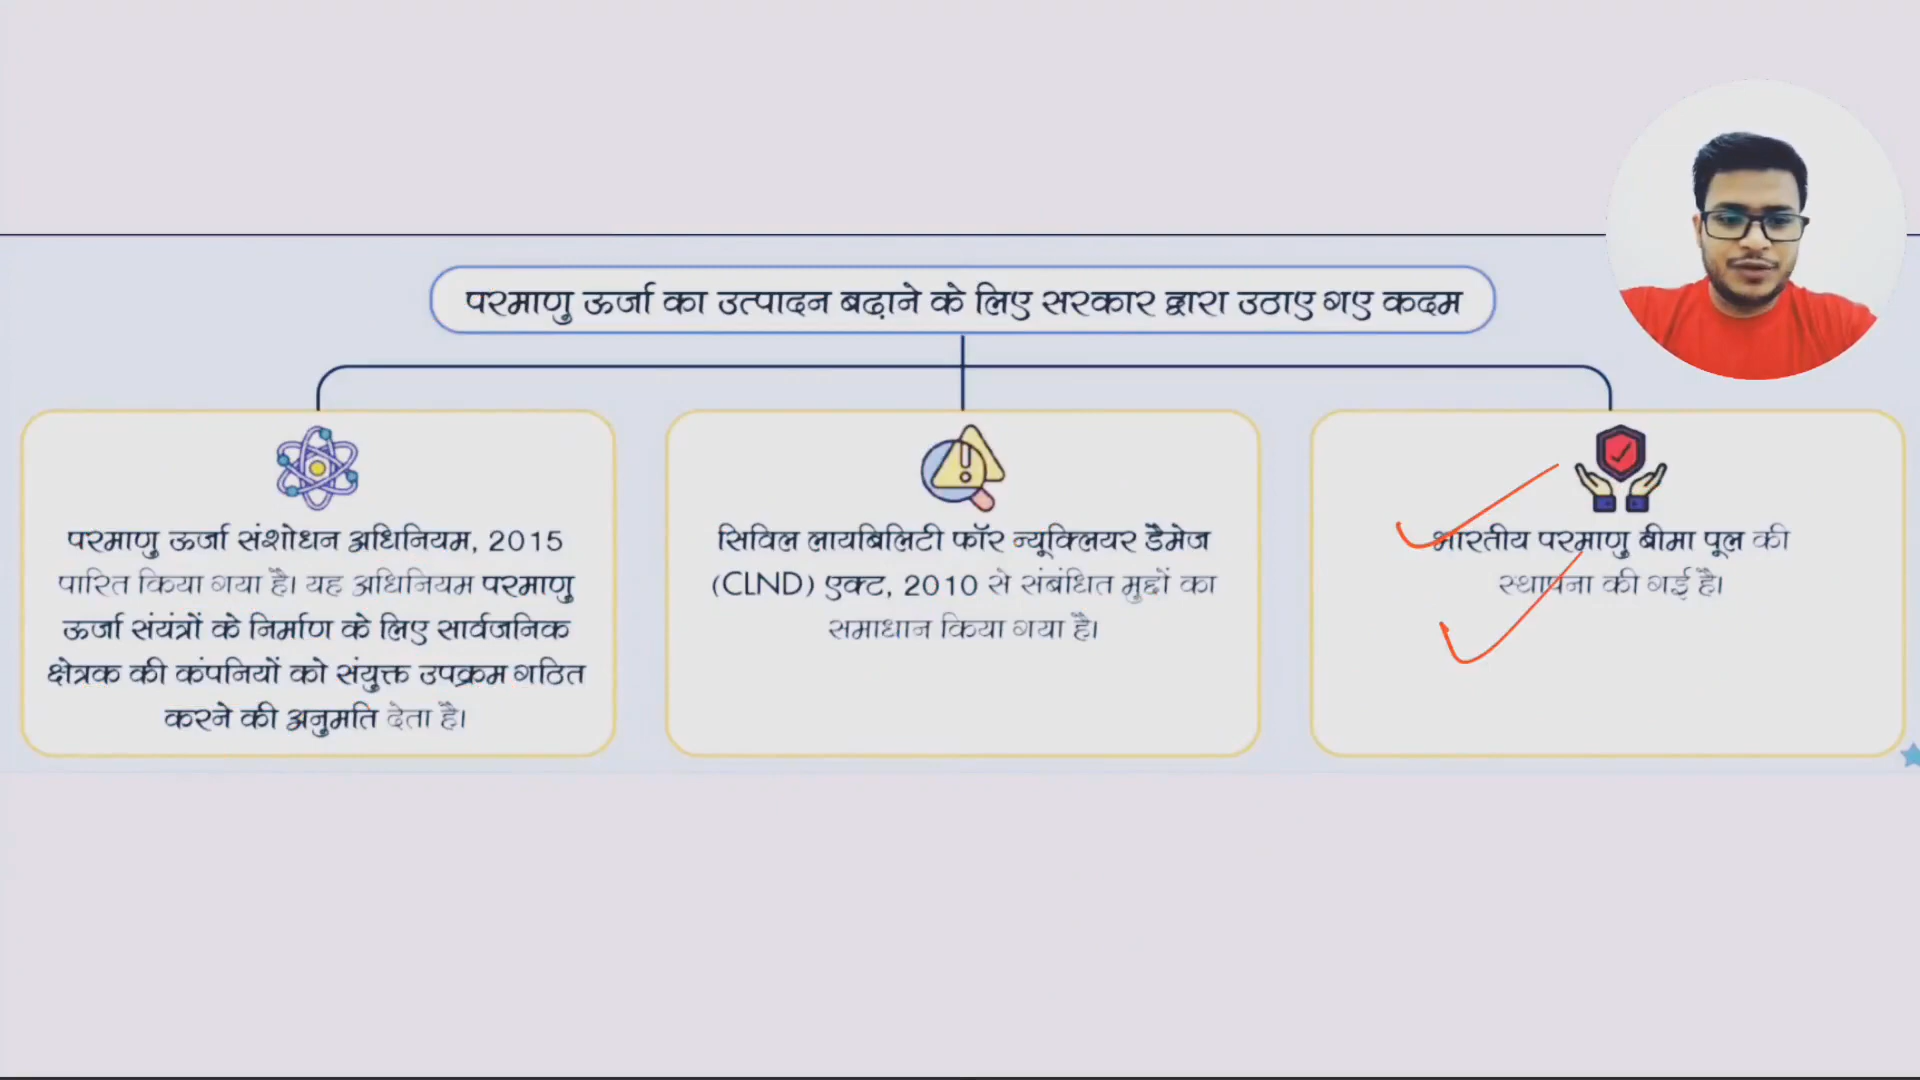 परमाणु ऊर्जा का उत्पादन बढ़ाने के लिए सरकार द्वारा उठाए गए कदम
परमाणु ऊर्जा संशोधन अधिनियम, 2015
पारित किया गया है। यह अधिनियम परमाणु
ऊर्जा संयंत्रों के निर्माण के लिए सार्वजनिक
क्षेत्रक की कंपनियों को संयुक्त उपक्रम गठित
करने की अनुमति देता है।
सिविल लायबिलिटी फॉर न्यूक्लियर डैमेज
(CLND) एक्ट, 2010 से संबंधित मुद्दों का
समाधान किया गया है।
भारतीय परमाणु बीमा पूल की
स्थापना की गई है।